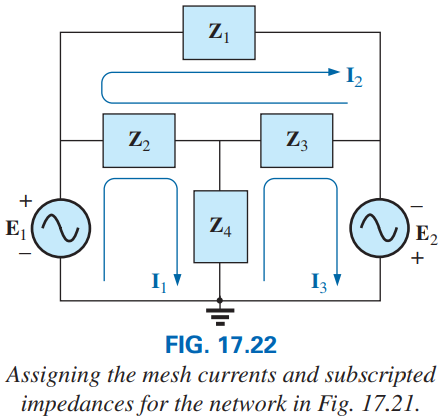 Z1
I2
Z2
Z3
+
E1
−
Z4
−
E2
+
I1
I3
FIG. 17.22
Assigning the mesh currents and subscripted
impedances for the network in Fig. 17.21.